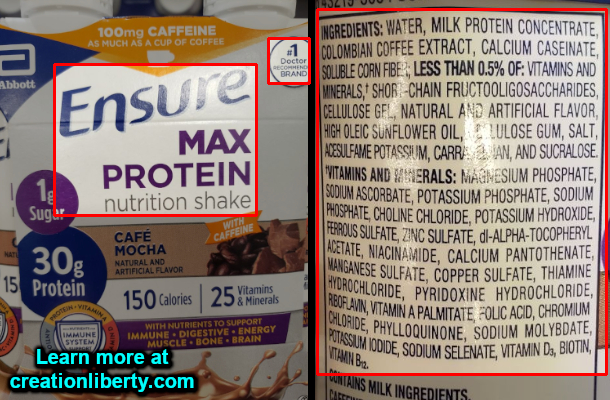 100mg CAFFEINE
AS MUCH AS A CUP OF COFFEE
Abbott
#1
Doctor
RECOMMENDED
BRAND
Ensure
MAX
PROTEIN
nutrition shake
1g
Sugar
WITH
CAFFEINE
CAFÉ
MOCHA
NATURAL AND
ARTIFICIAL FLAVOR
30g
Protein
150 Calories
25 Vitamins
& Minerals
PROTEIN • VITAMIN A
IMMUNE
SYSTEM
WITH NUTRIENTS TO SUPPORT
IMMUNE • DIGESTIVE • ENERGY
MUSCLE • BONE • BRAIN
Learn more at
creationliberty.com
INGREDIENTS: WATER, MILK PROTEIN CONCENTRATE,
COLOMBIAN COFFEE EXTRACT, CALCIUM CASEINATE,
SOLUBLE CORN FIBER, LESS THAN 0.5% OF: VITAMINS AND
MINERALS,* SHORT-CHAIN FRUCTOOLIGOSACCHARIDES,
CELLULOSE GEL, NATURAL AND ARTIFICIAL FLAVOR,
HIGH OLEIC SUNFLOWER OIL, CELLULOSE GUM, SALT,
ACESULFAME POTASSIUM, CARRAGEENAN, AND SUCRALOSE.
*VITAMINS AND MINERALS: MAGNESIUM PHOSPHATE,
SODIUM ASCORBATE, POTASSIUM PHOSPHATE, SODIUM
PHOSPHATE, CHOLINE CHLORIDE, POTASSIUM HYDROXIDE,
FERROUS SULFATE, ZINC SULFATE, dl-ALPHA-TOCOPHERYL
ACETATE, NIACINAMIDE, CALCIUM PANTOTHENATE,
MANGANESE SULFATE, COPPER SULFATE, THIAMINE
HYDROCHLORIDE, PYRIDOXINE HYDROCHLORIDE,
RIBOFLAVIN, VITAMIN A PALMITATE, FOLIC ACID, CHROMIUM
CHLORIDE, PHYLLOQUINONE, SODIUM MOLYBDATE,
POTASSIUM IODIDE, SODIUM SELENATE, VITAMIN D₃, BIOTIN,
VITAMIN B₁₂.
CONTAINS MILK INGREDIENTS.